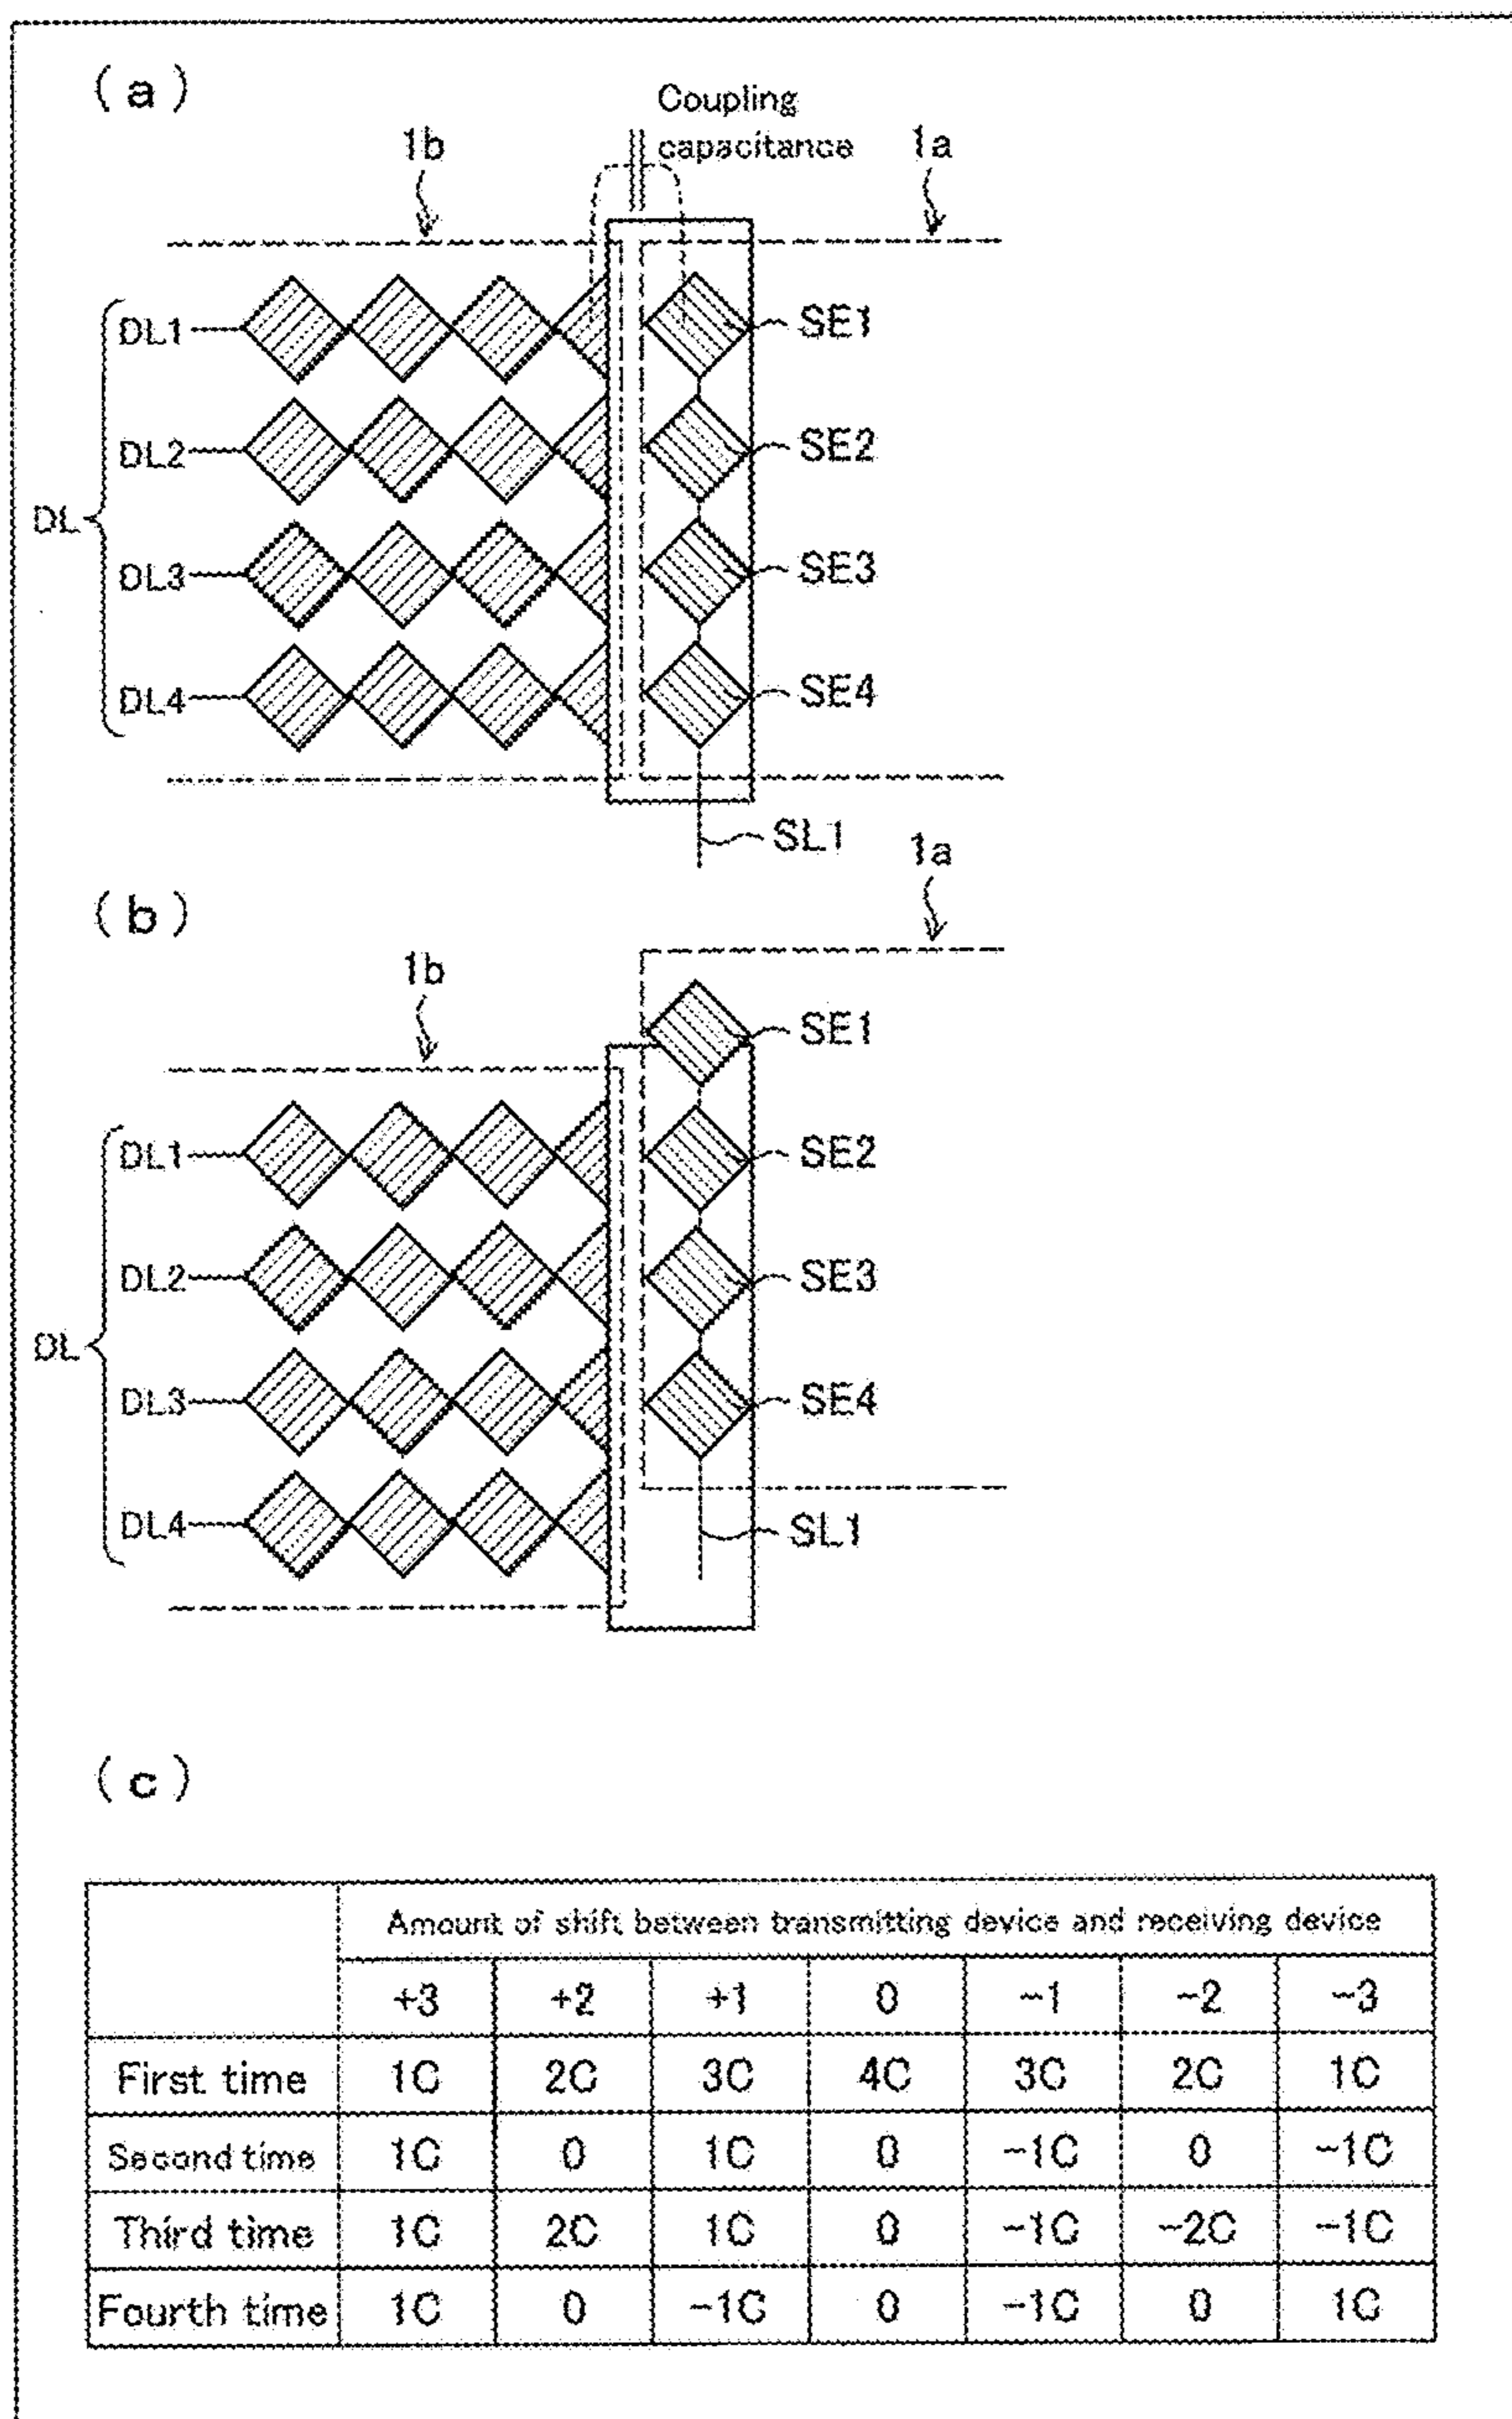 (a)
Coupling
capacitance
1b
1a
DL1
SE1
DL2
SE2
DL
DL3
SE3
DL4
SE4
SL1
(b)
1a
1b
SE1
DL1
SE2
DL2
SE3
DL
DL3
SE4
DL4
SL1
(c)
Amount of shift between transmitting device and receiving device
+3 +2 +1 0 -1 -2 -3
First time 1C 2C 3C 4C 3C 2C 1C
Second time 1C 0 1C 0 -1C 0 -1C
Third time 1C 2C 1C 0 -1C -2C -1C
Fourth time 1C 0 -1C 0 -1C 0 1C